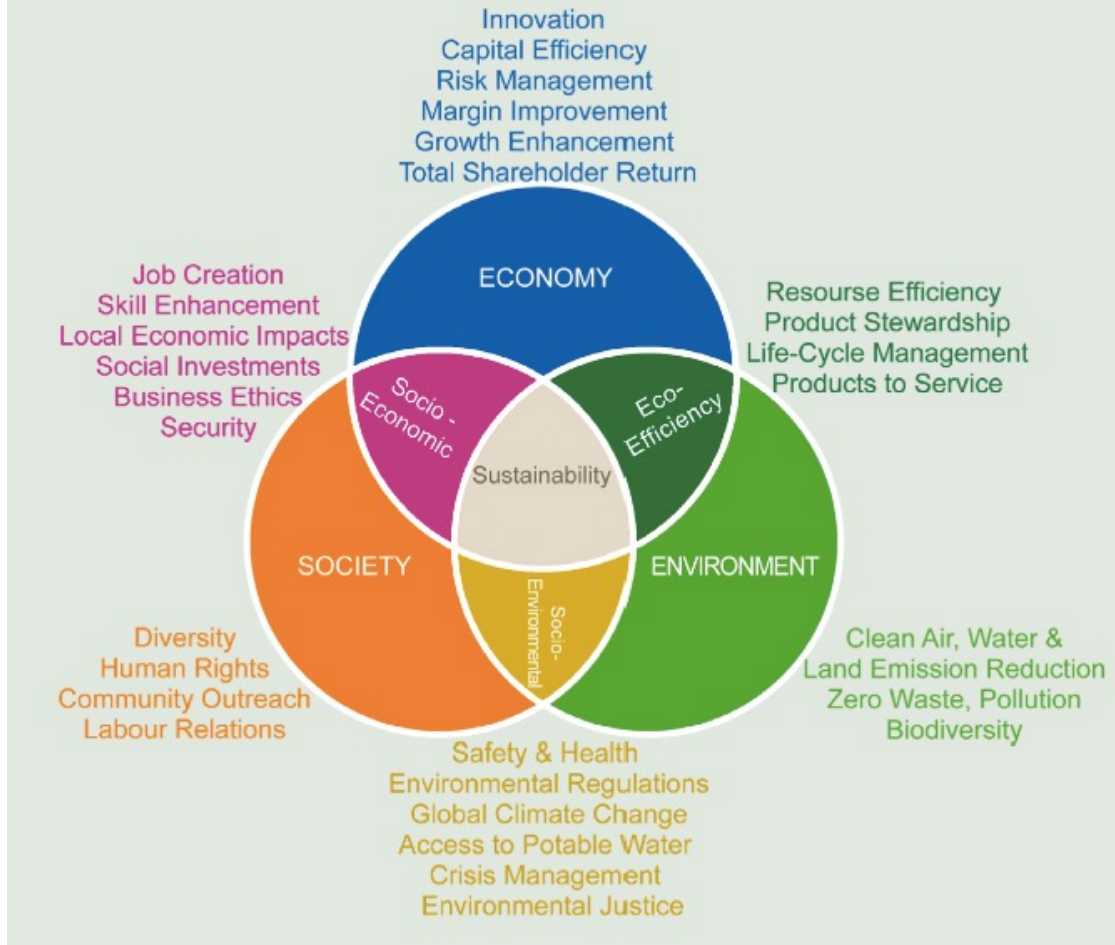 Innovation
Capital Efficiency
Risk Management
Margin Improvement
Growth Enhancement
Total Shareholder Return
ECONOMY
Job Creation
Skill Enhancement
Local Economic Impacts
Social Investments
Business Ethics
Security
Resourse Efficiency
Product Stewardship
Life-Cycle Management
Products to Service
Socio -
Economic
Eco-
Efficiency
Sustainability
SOCIETY
ENVIRONMENT
Socio-
Environmental
Diversity
Human Rights
Community Outreach
Labour Relations
Clean Air, Water &
Land Emission Reduction
Zero Waste, Pollution
Biodiversity
Safety & Health
Environmental Regulations
Global Climate Change
Access to Potable Water
Crisis Management
Environmental Justice